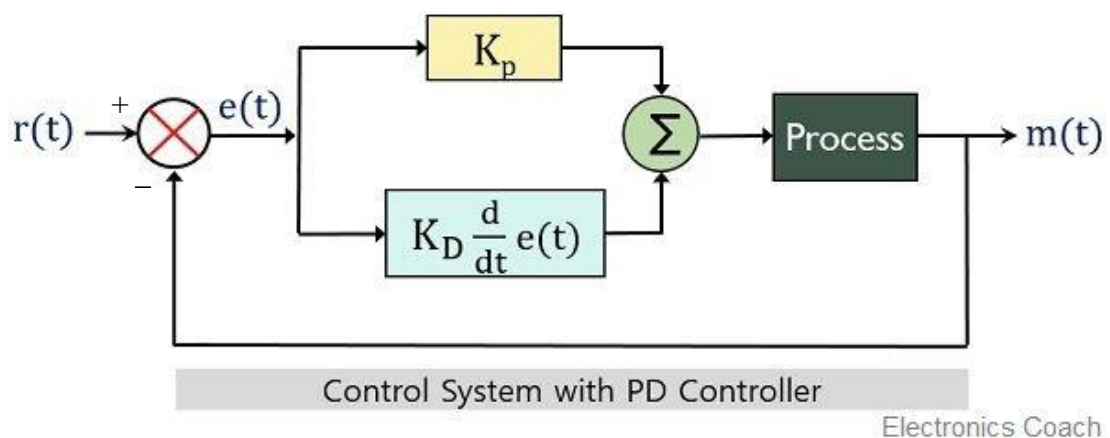 K_p
+
r(t)
e(t)
Σ
Process
m(t)
−
K_D d/dt e(t)
Control System with PD Controller
Electronics Coach